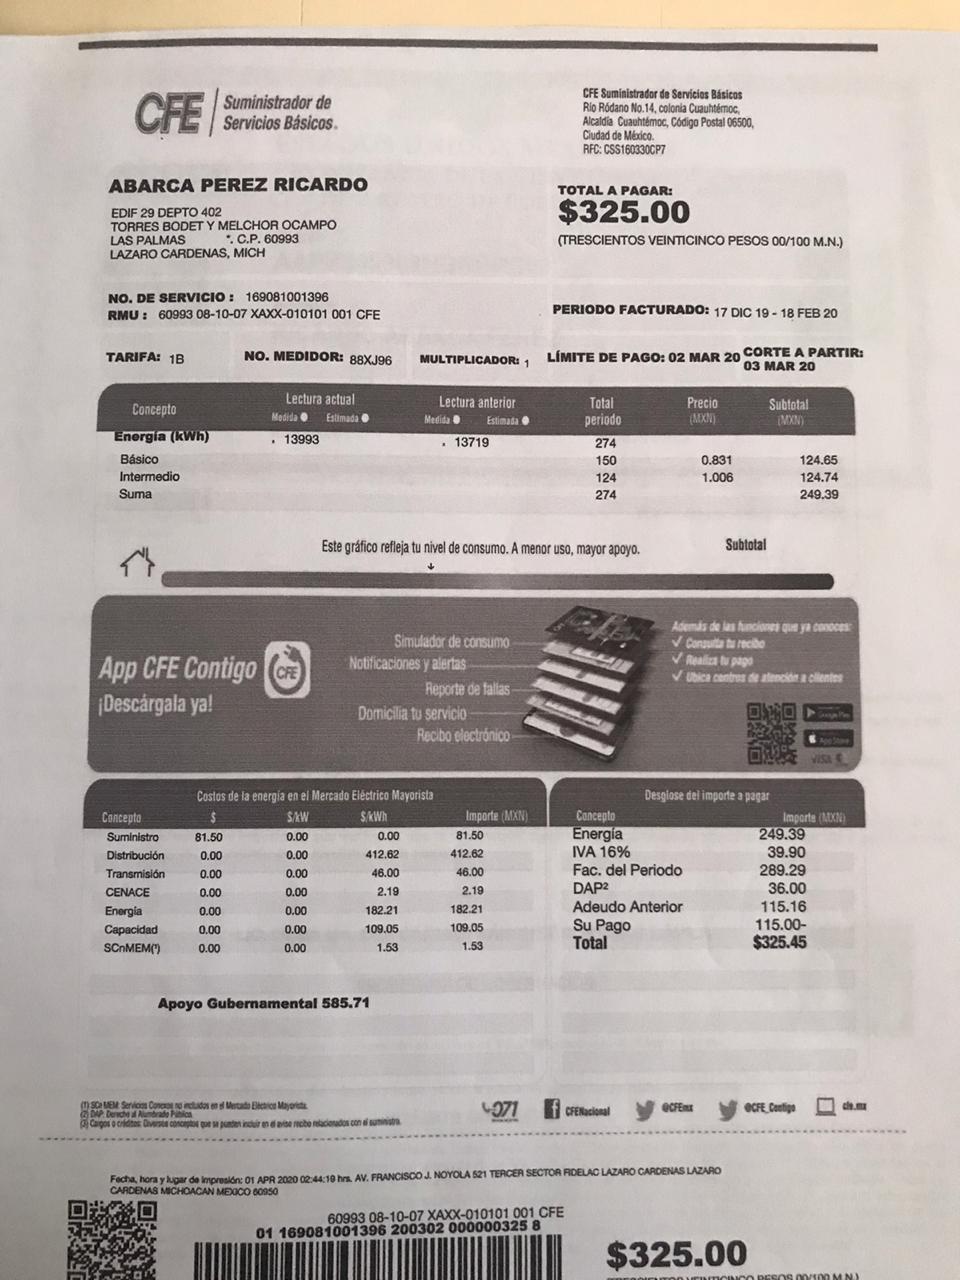 CFE Suministrador de
Servicios Básicos.
CFE Suministrador de Servicios Básicos
Río Ródano No.14, colonia Cuauhtémoc,
Alcaldía Cuauhtémoc, Código Postal 06500,
Ciudad de México.
RFC: CSS160330CP7
ABARCA PEREZ RICARDO
EDIF 29 DEPTO 402
TORRES BODET Y MELCHOR OCAMPO
LAS PALMAS *. C.P. 60993
LAZARO CARDENAS, MICH
TOTAL A PAGAR:
$325.00
(TRESCIENTOS VEINTICINCO PESOS 00/100 M.N.)
NO. DE SERVICIO : 169081001396
RMU : 60993 08-10-07 XAXX-010101 001 CFE
PERIODO FACTURADO: 17 DIC 19 - 18 FEB 20
TARIFA: 1B NO. MEDIDOR: 88XJ96 MULTIPLICADOR: 1 LÍMITE DE PAGO: 02 MAR 20 CORTE A PARTIR:
03 MAR 20
Concepto Lectura actual Lectura anterior Total Precio Subtotal
Medida Estimada Medida Estimada periodo (MXN) (MXN)
Energía (kWh) 13993 13719 274
Básico 150 0.831 124.65
Intermedio 124 1.006 124.74
Suma 274 249.39
Este gráfico refleja tu nivel de consumo. A menor uso, mayor apoyo. Subtotal
App CFE Contigo CFE
¡Descárgala ya!
Simulador de consumo
Notificaciones y alertas
Reporte de fallas
Domicilia tu servicio
Recibo electrónico
Además de las funciones que ya conoces:
✓ Consulta tu recibo
✓ Realiza tu pago
✓ Ubica centros de atención a clientes
Google Play
App Store
VISA
Costos de la energía en el Mercado Eléctrico Mayorista
Concepto $ $/kW $/kWh Importe (MXN)
Suministro 81.50 0.00 0.00 81.50
Distribución 0.00 0.00 412.62 412.62
Transmisión 0.00 0.00 46.00 46.00
CENACE 0.00 0.00 2.19 2.19
Energía 0.00 0.00 182.21 182.21
Capacidad 0.00 0.00 109.05 109.05
SCnMEM(¹) 0.00 0.00 1.53 1.53
Desglose del importe a pagar
Concepto Importe (MXN)
Energía 249.39
IVA 16% 39.90
Fac. del Periodo 289.29
DAP² 36.00
Adeudo Anterior 115.16
Su Pago 115.00-
Total $325.45
Apoyo Gubernamental 585.71
(1) SCn MEM: Servicios Conexos no incluidos en el Mercado Eléctrico Mayorista.
(2) DAP: Derecho al Alumbrado Público.
(3) Cargos o créditos: Diversos conceptos que se pueden incluir en el aviso recibo relacionados con el suministro.
071 CFENacional @CFEmx @CFE_Contigo cfe.mx
Fecha, hora y lugar de impresión: 01 APR 2020 02:44:19 hrs. AV. FRANCISCO J. NOYOLA 521 TERCER SECTOR FIDELAC LAZARO CARDENAS LAZARO
CARDENAS MICHOACAN MEXICO 60950
60993 08-10-07 XAXX-010101 001 CFE
01 169081001396 200302 000000325 8
$325.00
(TRESCIENTOS VEINTICINCO PESOS 00/100 M.N.)